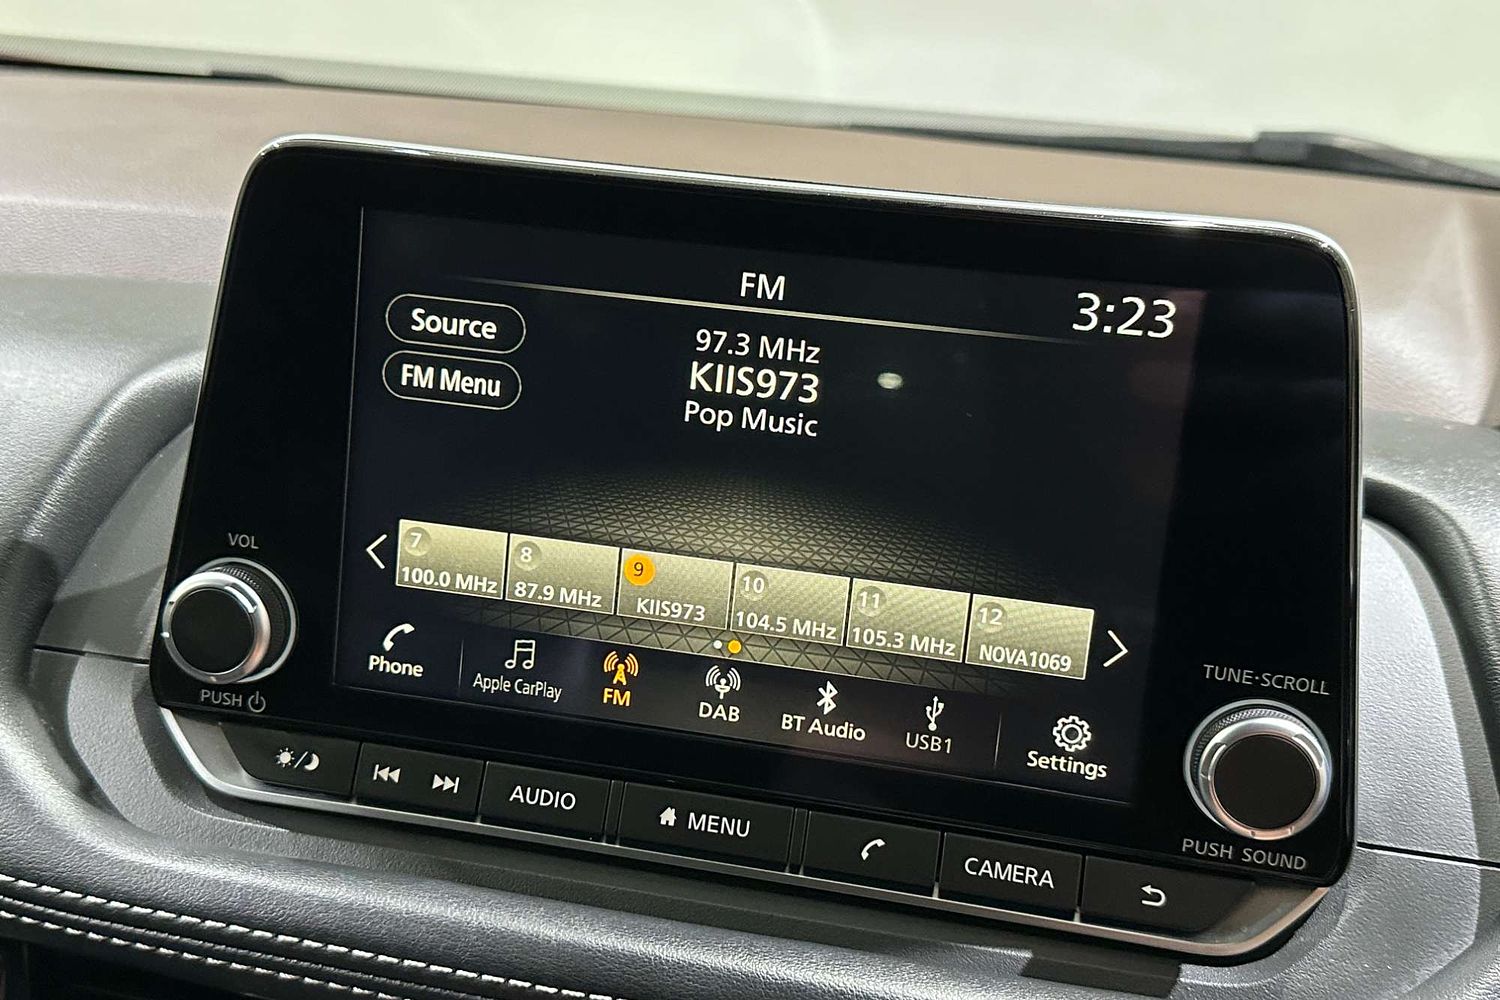 FM
3:23
Source
FM Menu
97.3 MHz
KIIS973
Pop Music
7
100.0 MHz
8
87.9 MHz
9
KIIS973
10
104.5 MHz
11
105.3 MHz
12
NOVA1069
Phone
Apple CarPlay
FM
DAB
BT Audio
USB1
Settings
VOL
PUSH
TUNE·SCROLL
PUSH SOUND
AUDIO
MENU
CAMERA